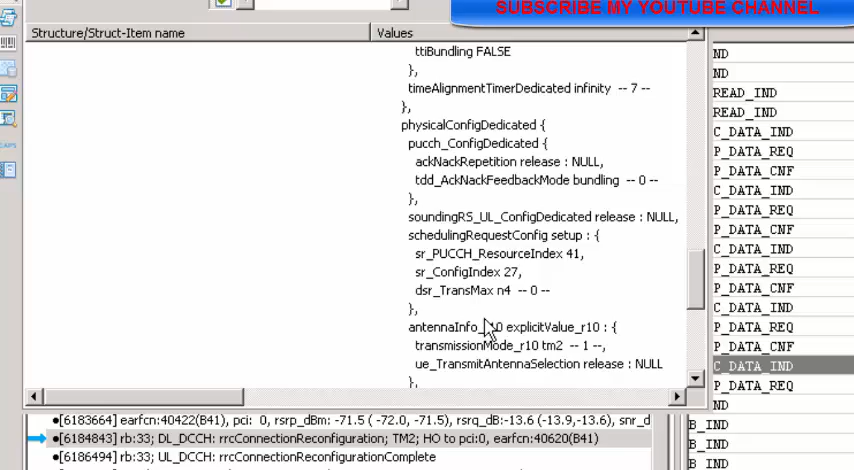 SUBSCRIBE MY YOUTUBE CHANNEL
Structure/Struct-Item name
Values
ttiBundling FALSE
},
timeAlignmentTimerDedicated infinity -- 7 --
},
physicalConfigDedicated {
pucch_ConfigDedicated {
ackNackRepetition release : NULL,
tdd_AckNackFeedbackMode bundling -- 0 --
},
soundingRS_UL_ConfigDedicated release : NULL,
schedulingRequestConfig setup : {
sr_PUCCH_ResourceIndex 41,
sr_ConfigIndex 27,
dsr_TransMax n4 -- 0 --
},
antennaInfo_r10 explicitValue_r10 : {
transmissionMode_r10 tm2 -- 1 --,
ue_TransmitAntennaSelection release : NULL
},
ND
ND
READ_IND
READ_IND
C_DATA_IND
P_DATA_REQ
P_DATA_CNF
C_DATA_IND
P_DATA_REQ
P_DATA_CNF
C_DATA_IND
P_DATA_REQ
P_DATA_CNF
C_DATA_IND
P_DATA_REQ
P_DATA_CNF
C_DATA_IND
P_DATA_REQ
ND
B_IND
B_IND
B_IND
CAPS
●[6183664] earfcn:40422(B41), pci: 0, rsrp_dBm: -71.5 ( -72.0, -71.5), rsrq_dB:-13.6 (-13.9,-13.6), snr_d
●[6184843] rb:33; DL_DCCH: rrcConnectionReconfiguration; TM2; HO to pci:0, earfcn:40620(B41)
●[6186494] rb:33; UL_DCCH: rrcConnectionReconfigurationComplete